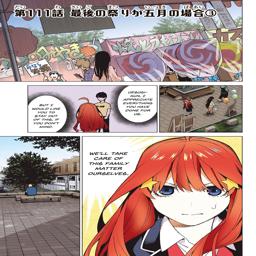 第111話 最後の祭りが五月の場合①
UESUGI-
KUN, I
APPRECIATE
EVERYTHING
YOU HAVE
DONE FOR
US.
BUT I
WOULD LIKE
YOU TO
STAY OUT
OF THIS, IF
YOU DON'T
MIND.
WE'LL TAKE
CARE OF
THIS FAMILY
MATTER
OURSELVES.